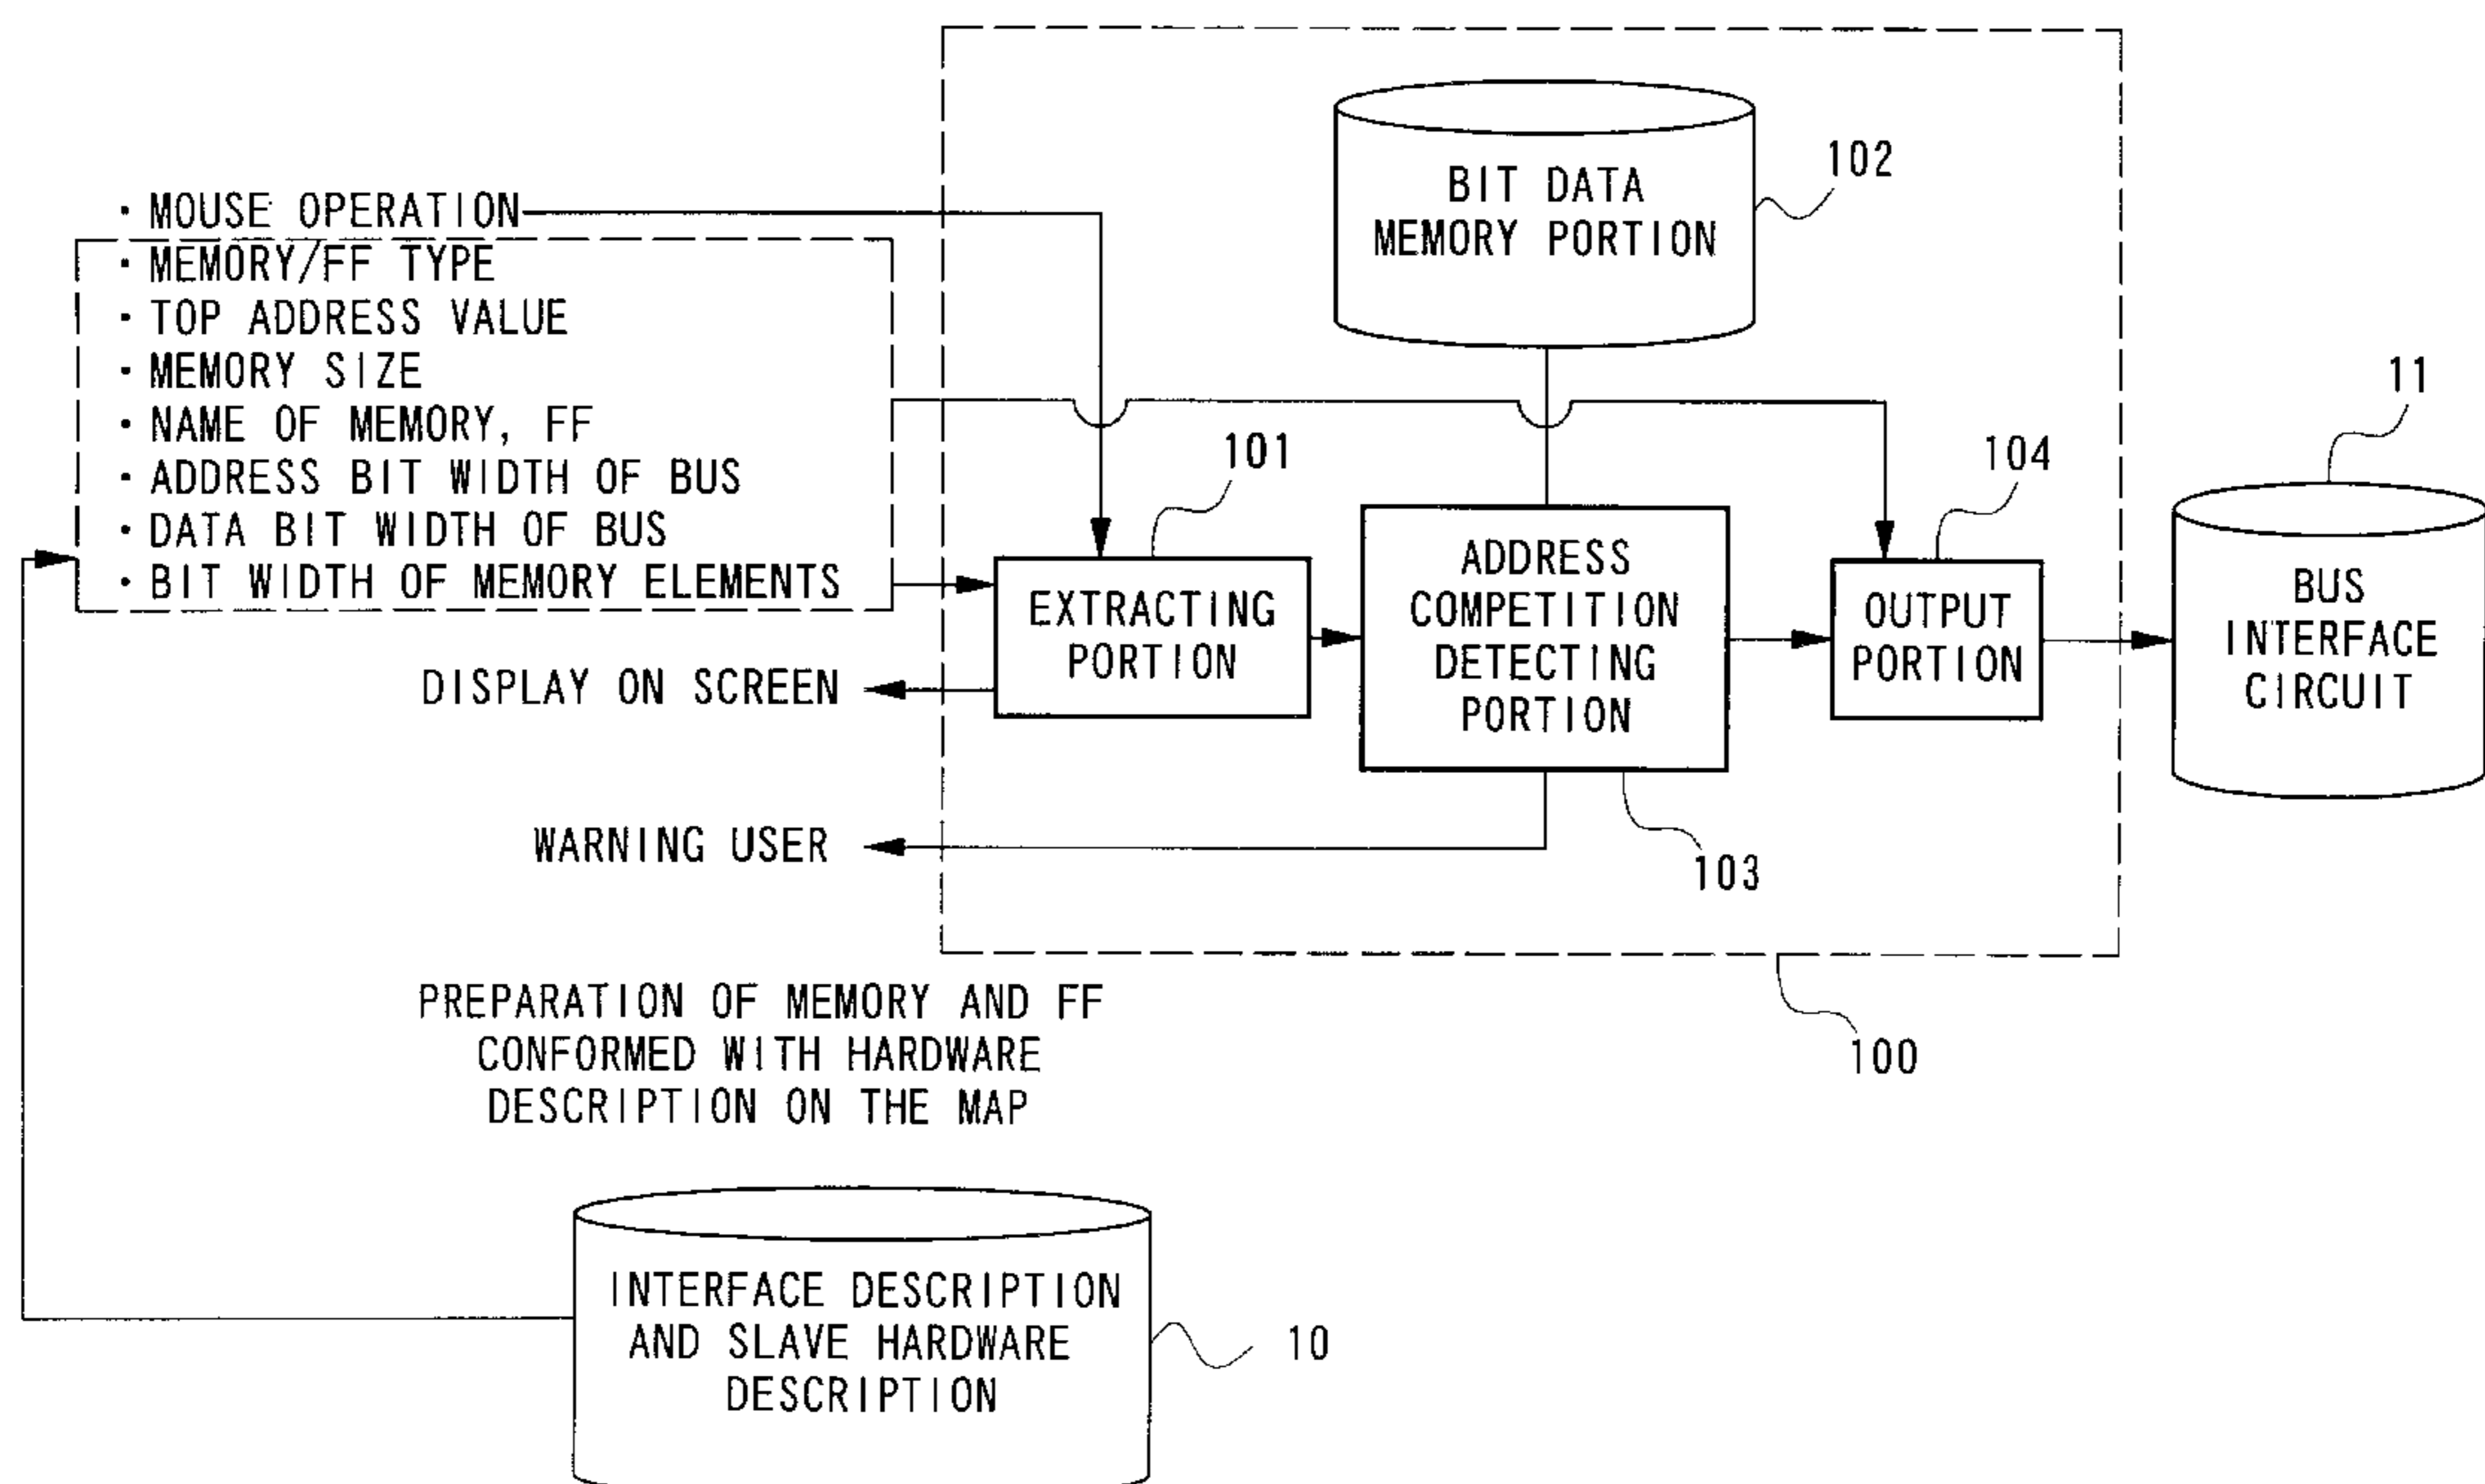 · MOUSE OPERATION
· MEMORY/FF TYPE
· TOP ADDRESS VALUE
· MEMORY SIZE
· NAME OF MEMORY, FF
· ADDRESS BIT WIDTH OF BUS
· DATA BIT WIDTH OF BUS
· BIT WIDTH OF MEMORY ELEMENTS
DISPLAY ON SCREEN
WARNING USER
BIT DATA
MEMORY PORTION
102
101
EXTRACTING
PORTION
ADDRESS
COMPETITION
DETECTING
PORTION
103
104
OUTPUT
PORTION
11
BUS
INTERFACE
CIRCUIT
100
PREPARATION OF MEMORY AND FF
CONFORMED WITH HARDWARE
DESCRIPTION ON THE MAP
INTERFACE DESCRIPTION
AND SLAVE HARDWARE
DESCRIPTION
10